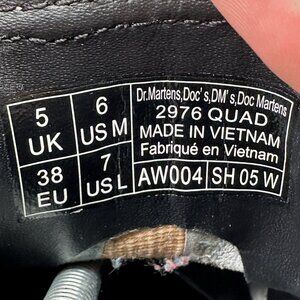 Dr.Martens,Doc's,DM's,Doc Martens
5 UK
6 US M
2976 QUAD
MADE IN VIETNAM
Fabriqué en Vietnam
38 EU
7 US L
AW004
SH 05 W